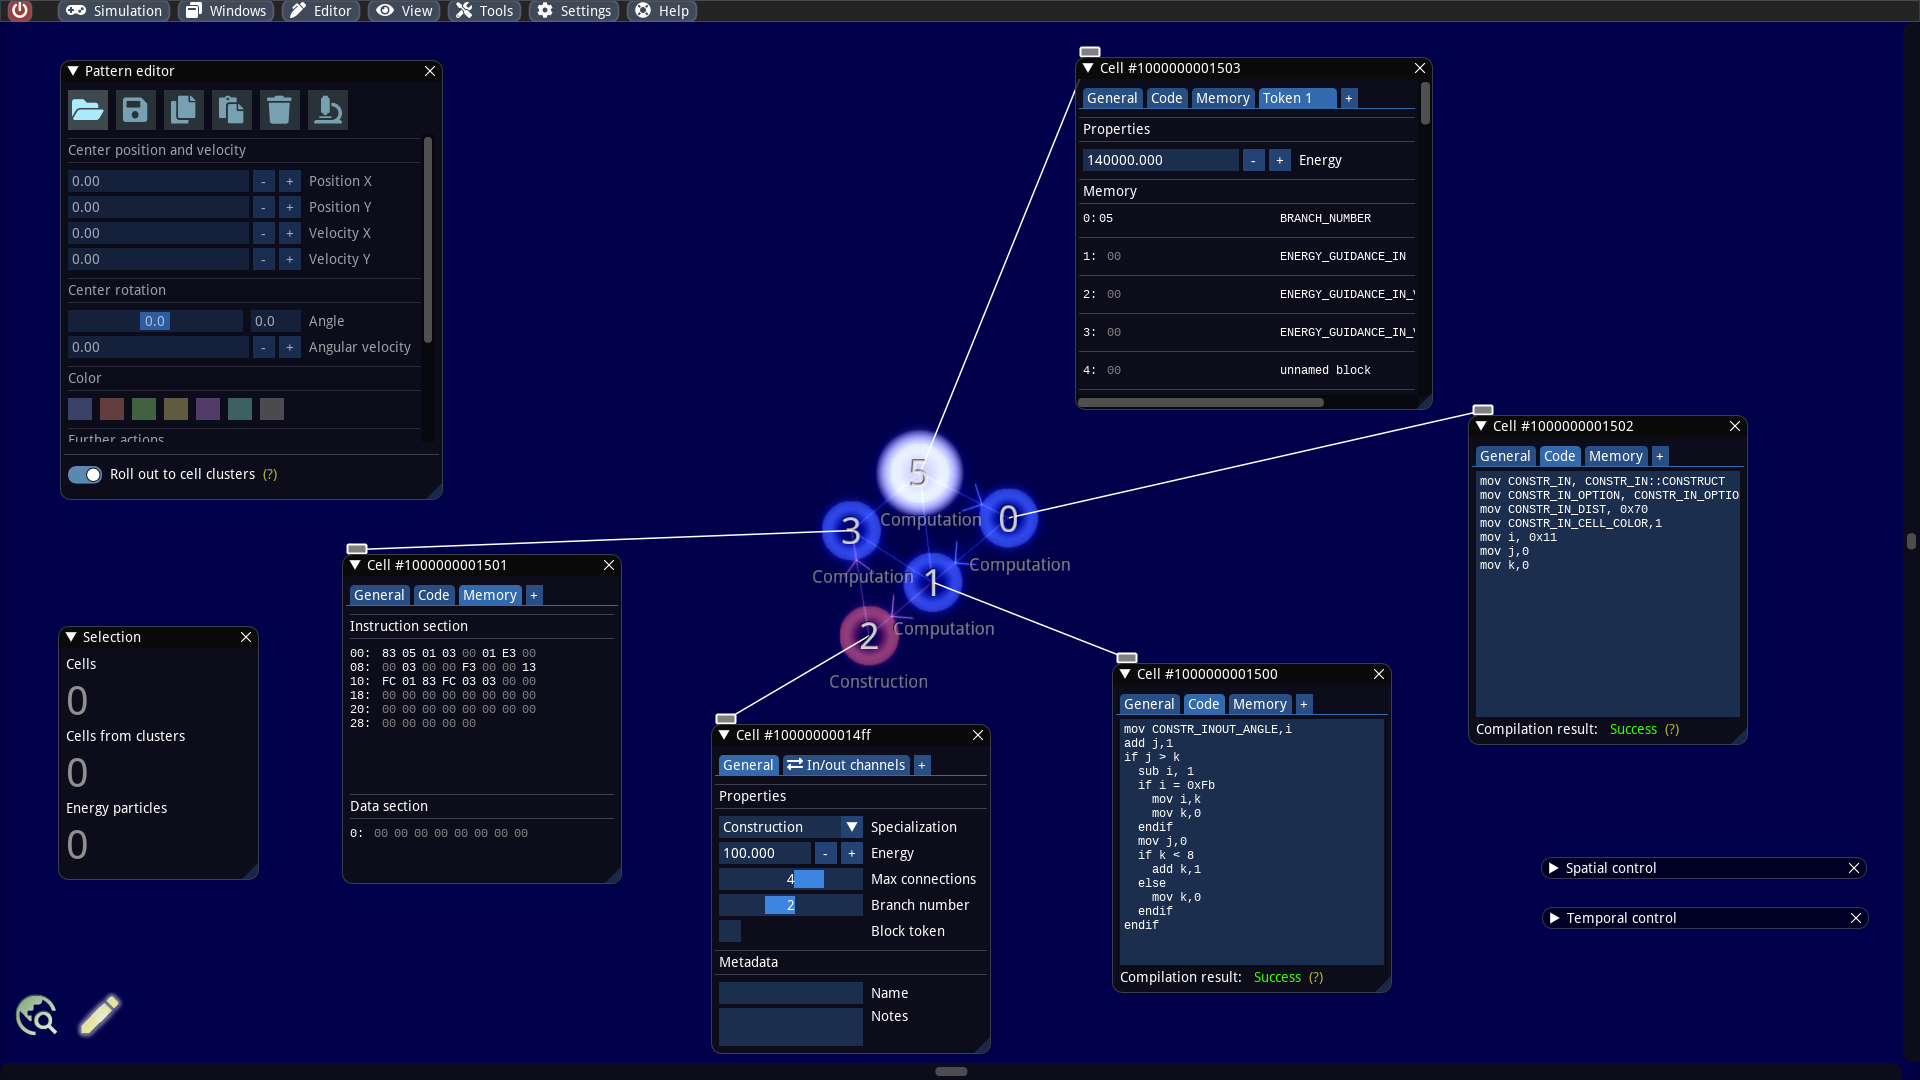 Simulation Windows Editor View Tools Settings Help
Pattern editor
Center position and velocity
0.00 - + Position X
0.00 - + Position Y
0.00 - + Velocity X
0.00 - + Velocity Y
Center rotation
0.0 0.0 Angle
0.00 - + Angular velocity
Color
Further actions
Roll out to cell clusters (?)
Cell #1000000001503
General Code Memory Token 1 +
Properties
140000.000 - + Energy
Memory
0: 05 BRANCH_NUMBER
1: 00 ENERGY_GUIDANCE_IN
2: 00 ENERGY_GUIDANCE_IN_
3: 00 ENERGY_GUIDANCE_IN_
4: 00 unnamed block
Cell #1000000001502
General Code Memory +
mov CONSTR_IN, CONSTR_IN::CONSTRUCT
mov CONSTR_IN_OPTION, CONSTR_IN_OPTIO
mov CONSTR_IN_DIST, 0x70
mov CONSTR_IN_CELL_COLOR,1
mov i, 0x11
mov j,0
mov k,0
Compilation result: Success (?)
5
Computation
0
Computation
3
Computation
1
Computation
2
Construction
Cell #1000000001501
General Code Memory +
Instruction section
00: 83 05 01 03 00 01 E3 00
08: 00 03 00 00 F3 00 00 13
10: FC 01 83 FC 03 03 00 00
18: 00 00 00 00 00 00 00 00
20: 00 00 00 00 00 00 00 00
28: 00 00 00 00 00
Data section
0: 00 00 00 00 00 00 00 00
Selection
Cells
0
Cells from clusters
0
Energy particles
0
Cell #10000000014ff
General In/out channels +
Properties
Construction Specialization
100.000 - + Energy
4 Max connections
2 Branch number
Block token
Metadata
Name
Notes
Cell #1000000001500
General Code Memory +
mov CONSTR_INOUT_ANGLE,i
add j,1
if j > k
sub i, 1
if i = 0xFb
mov i,k
mov k,0
endif
mov j,0
if k < 8
add k,1
else
mov k,0
endif
endif
Compilation result: Success (?)
Spatial control
Temporal control